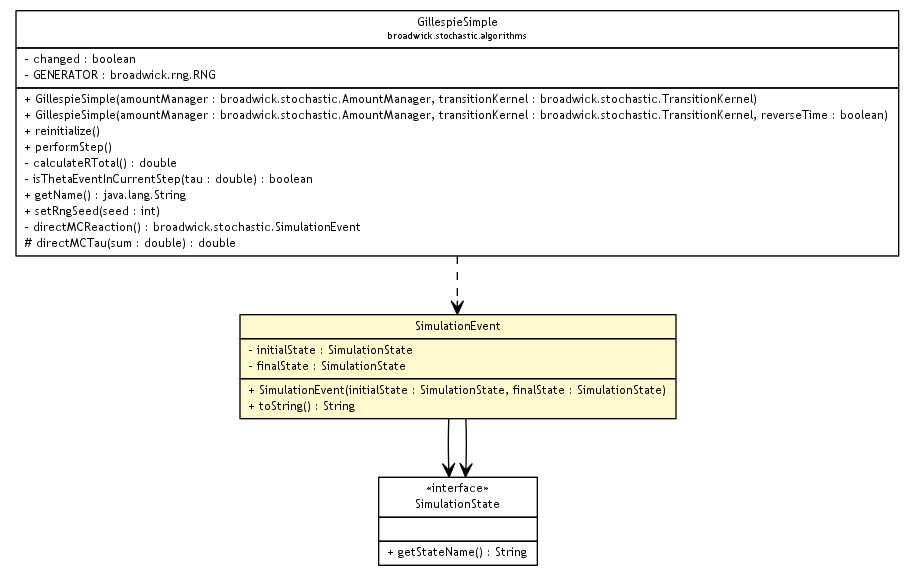 GillespieSimple
broadwick.stochastic.algorithms
- changed : boolean
- GENERATOR : broadwick.rng.RNG
+ GillespieSimple(amountManager : broadwick.stochastic.AmountManager, transitionKernel : broadwick.stochastic.TransitionKernel)
+ GillespieSimple(amountManager : broadwick.stochastic.AmountManager, transitionKernel : broadwick.stochastic.TransitionKernel, reverseTime : boolean)
+ reinitialize()
+ performStep()
- calculateRTotal() : double
- isThetaEventInCurrentStep(tau : double) : boolean
+ getName() : java.lang.String
+ setRngSeed(seed : int)
- directMCReaction() : broadwick.stochastic.SimulationEvent
# directMCTau(sum : double) : double
SimulationEvent
- initialState : SimulationState
- finalState : SimulationState
+ SimulationEvent(initialState : SimulationState, finalState : SimulationState)
+ toString() : String
«interface»
SimulationState
+ getStateName() : String